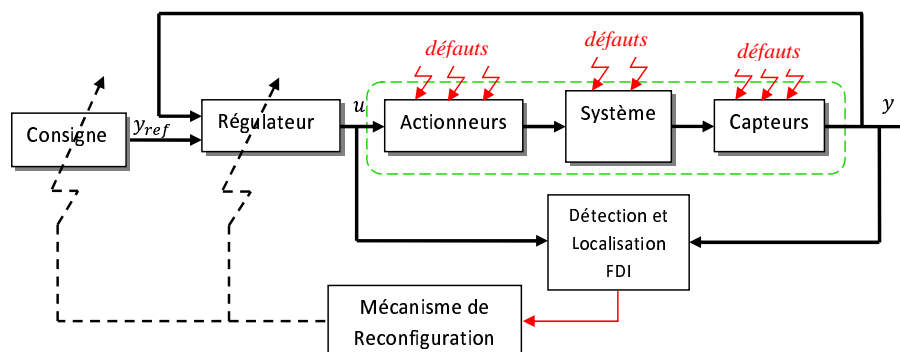 défauts
défauts
défauts
Consigne
y_ref
Régulateur
u
Actionneurs
Système
Capteurs
y
Détection et
Localisation
FDI
Mécanisme de
Reconfiguration